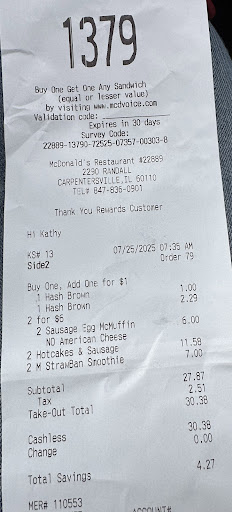 1379
Buy One Get One Any Sandwich
(equal or lesser value)
by visiting www.mcdvoice.com
Validation code: ________
Expires in 30 days
Survey Code:
22889-13790-72525-07357-00303-8
McDonald's Restaurant #22889
2290 RANDALL
CARPENTERSVILLE, IL 60110
TEL# 847-836-0901
Thank You Rewards Customer
Hi Kathy
KS# 13 07/25/2025 07:35 AM
Side2 Order 79
Buy One, Add One for $1
1 Hash Brown 1.00
1 Hash Brown 2.29
2 for $6
2 Sausage Egg McMuffin 6.00
NO American Cheese
2 Hotcakes & Sausage 11.58
2 M StrawBan Smoothie 7.00
Subtotal 27.87
Tax 2.51
Take-Out Total 30.38
Cashless 30.38
Change 0.00
Total Savings 4.27
MER# 110553
ACCOUNT#